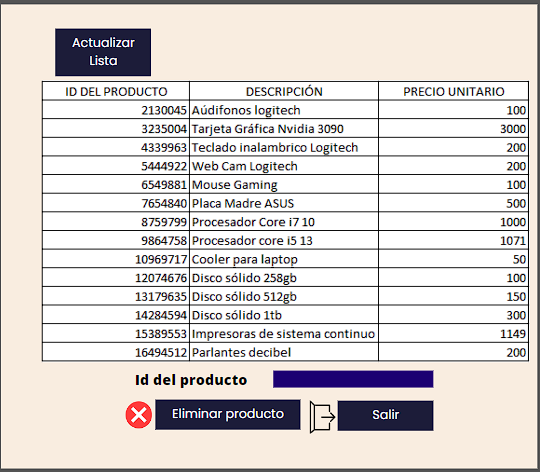 Actualizar
Lista
ID DEL PRODUCTO DESCRIPCIÓN PRECIO UNITARIO
2130045 Aúdifonos logitech 100
3235004 Tarjeta Gráfica Nvidia 3090 3000
4339963 Teclado inalambrico Logitech 200
5444922 Web Cam Logitech 200
6549881 Mouse Gaming 100
7654840 Placa Madre ASUS 500
8759799 Procesador Core i7 10 1000
9864758 Procesador core i5 13 1071
10969717 Cooler para laptop 50
12074676 Disco sólido 258gb 100
13179635 Disco sólido 512gb 150
14284594 Disco sólido 1tb 300
15389553 Impresoras de sistema continuo 1149
16494512 Parlantes decibel 200
Id del producto
Eliminar producto Salir